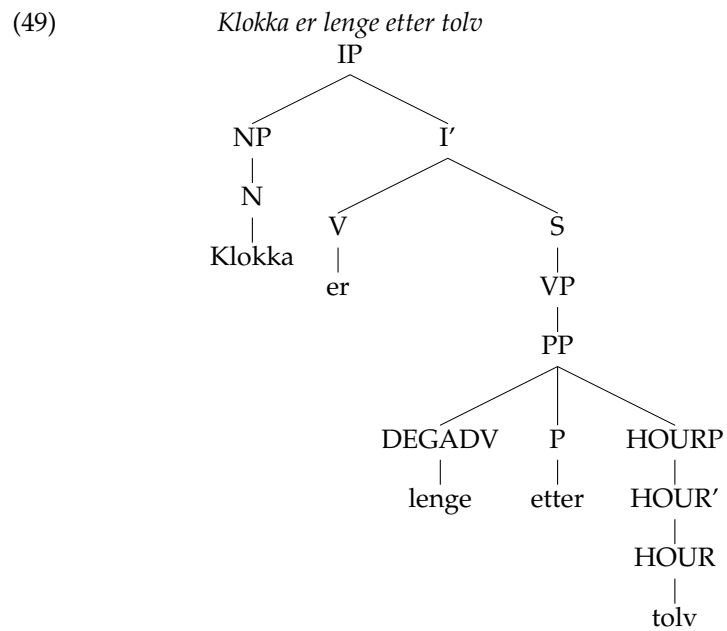 (49) Klokka er lenge etter tolv
IP
NP I’
N V S
Klokka er VP
PP
DEGADV P HOURP
lenge etter HOUR’
HOUR
tolv